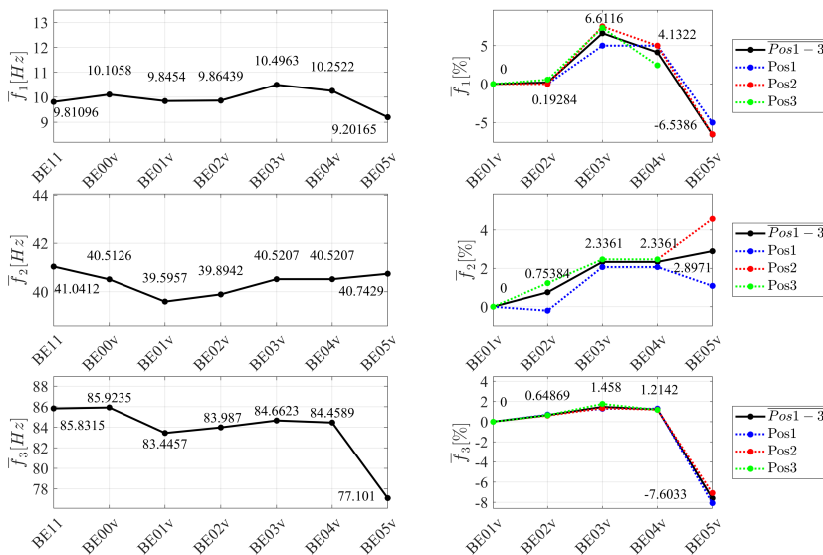 13
12
11
10
9
f̅₁[Hz]
9.81096
10.1058
9.8454
9.86439
10.4963
10.2522
9.20165
BE11
BE00v
BE01v
BE02v
BE03v
BE04v
BE05v
5
0
-5
f̅₁[%]
0
0.19284
6.6116
4.1322
-6.5386
BE01v
BE02v
BE03v
BE04v
BE05v
Pos1 − 3
Pos1
Pos2
Pos3
44
42
40
f̅₂[Hz]
41.0412
40.5126
39.5957
39.8942
40.5207
40.5207
40.7429
BE11
BE00v
BE01v
BE02v
BE03v
BE04v
BE05v
4
2
0
f̅₂[%]
0
0.75384
2.3361
2.3361
2.8971
BE01v
BE02v
BE03v
BE04v
BE05v
Pos1 − 3
Pos1
Pos2
Pos3
88
86
84
82
80
78
f̅₃[Hz]
85.8315
85.9235
83.4457
83.987
84.6623
84.4589
77.101
BE11
BE00v
BE01v
BE02v
BE03v
BE04v
BE05v
4
2
0
-2
-4
-6
-8
f̅₃[%]
0
0.64869
1.458
1.2142
-7.6033
BE01v
BE02v
BE03v
BE04v
BE05v
Pos1 − 3
Pos1
Pos2
Pos3